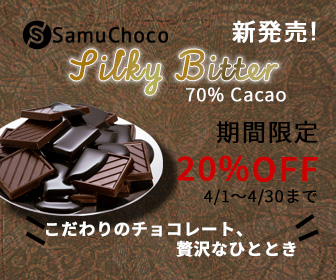 SamuChoco
新発売!
Silky Bitter
70% Cacao
期間限定
20%OFF
4/1～4/30まで
こだわりのチョコレート、
贅沢なひととき